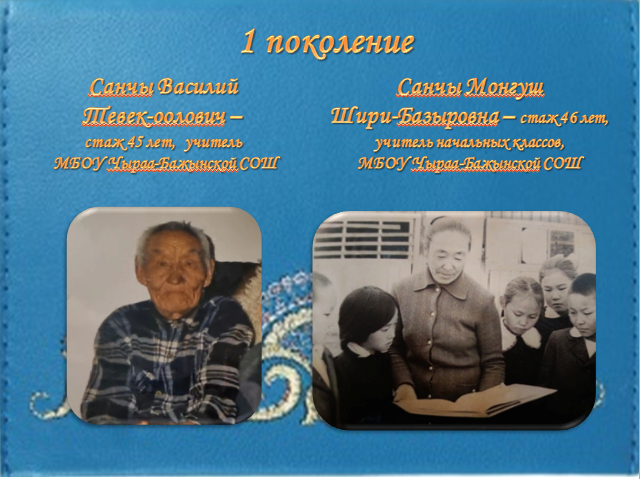 1 поколение
Санчы Василий
Тевек-оолович –
стаж 45 лет, учитель
МБОУ Чыраа-Бажынской СОШ
Санчы Монгуш
Шири-Базыровна – стаж 46 лет,
учитель начальных классов,
МБОУ Чыраа-Бажынской СОШ